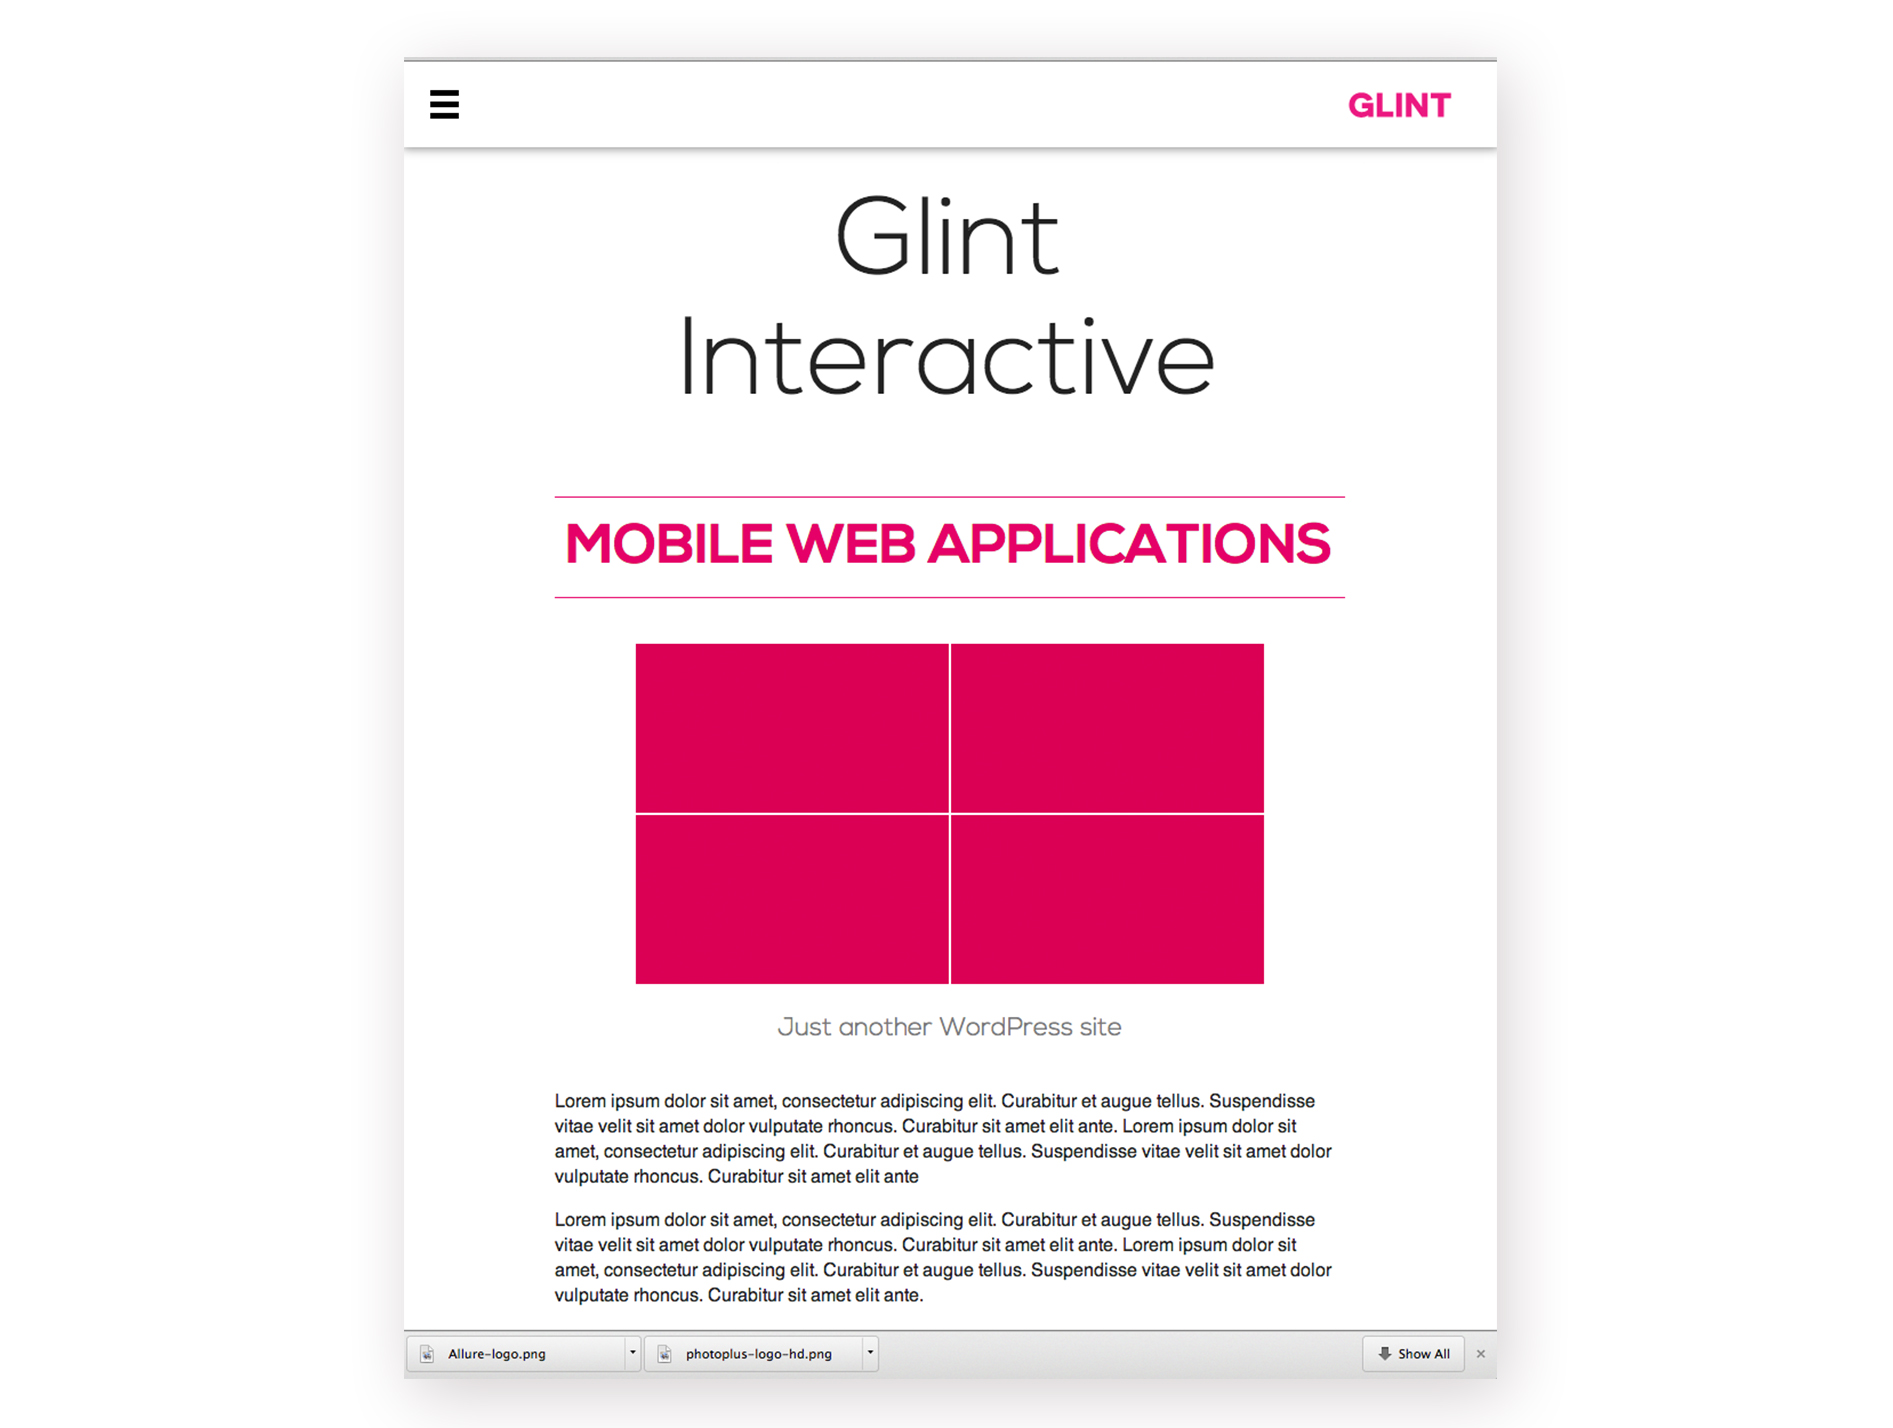 GLINT
Glint
Interactive
MOBILE WEB APPLICATIONS
Just another WordPress site
Lorem ipsum dolor sit amet, consectetur adipiscing elit. Curabitur et augue tellus. Suspendisse
vitae velit sit amet dolor vulputate rhoncus. Curabitur sit amet elit ante. Lorem ipsum dolor sit
amet, consectetur adipiscing elit. Curabitur et augue tellus. Suspendisse vitae velit sit amet dolor
vulputate rhoncus. Curabitur sit amet elit ante
Lorem ipsum dolor sit amet, consectetur adipiscing elit. Curabitur et augue tellus. Suspendisse
vitae velit sit amet dolor vulputate rhoncus. Curabitur sit amet elit ante. Lorem ipsum dolor sit
amet, consectetur adipiscing elit. Curabitur et augue tellus. Suspendisse vitae velit sit amet dolor
vulputate rhoncus. Curabitur sit amet elit ante.
Allure-logo.png photoplus-logo-hd.png Show All